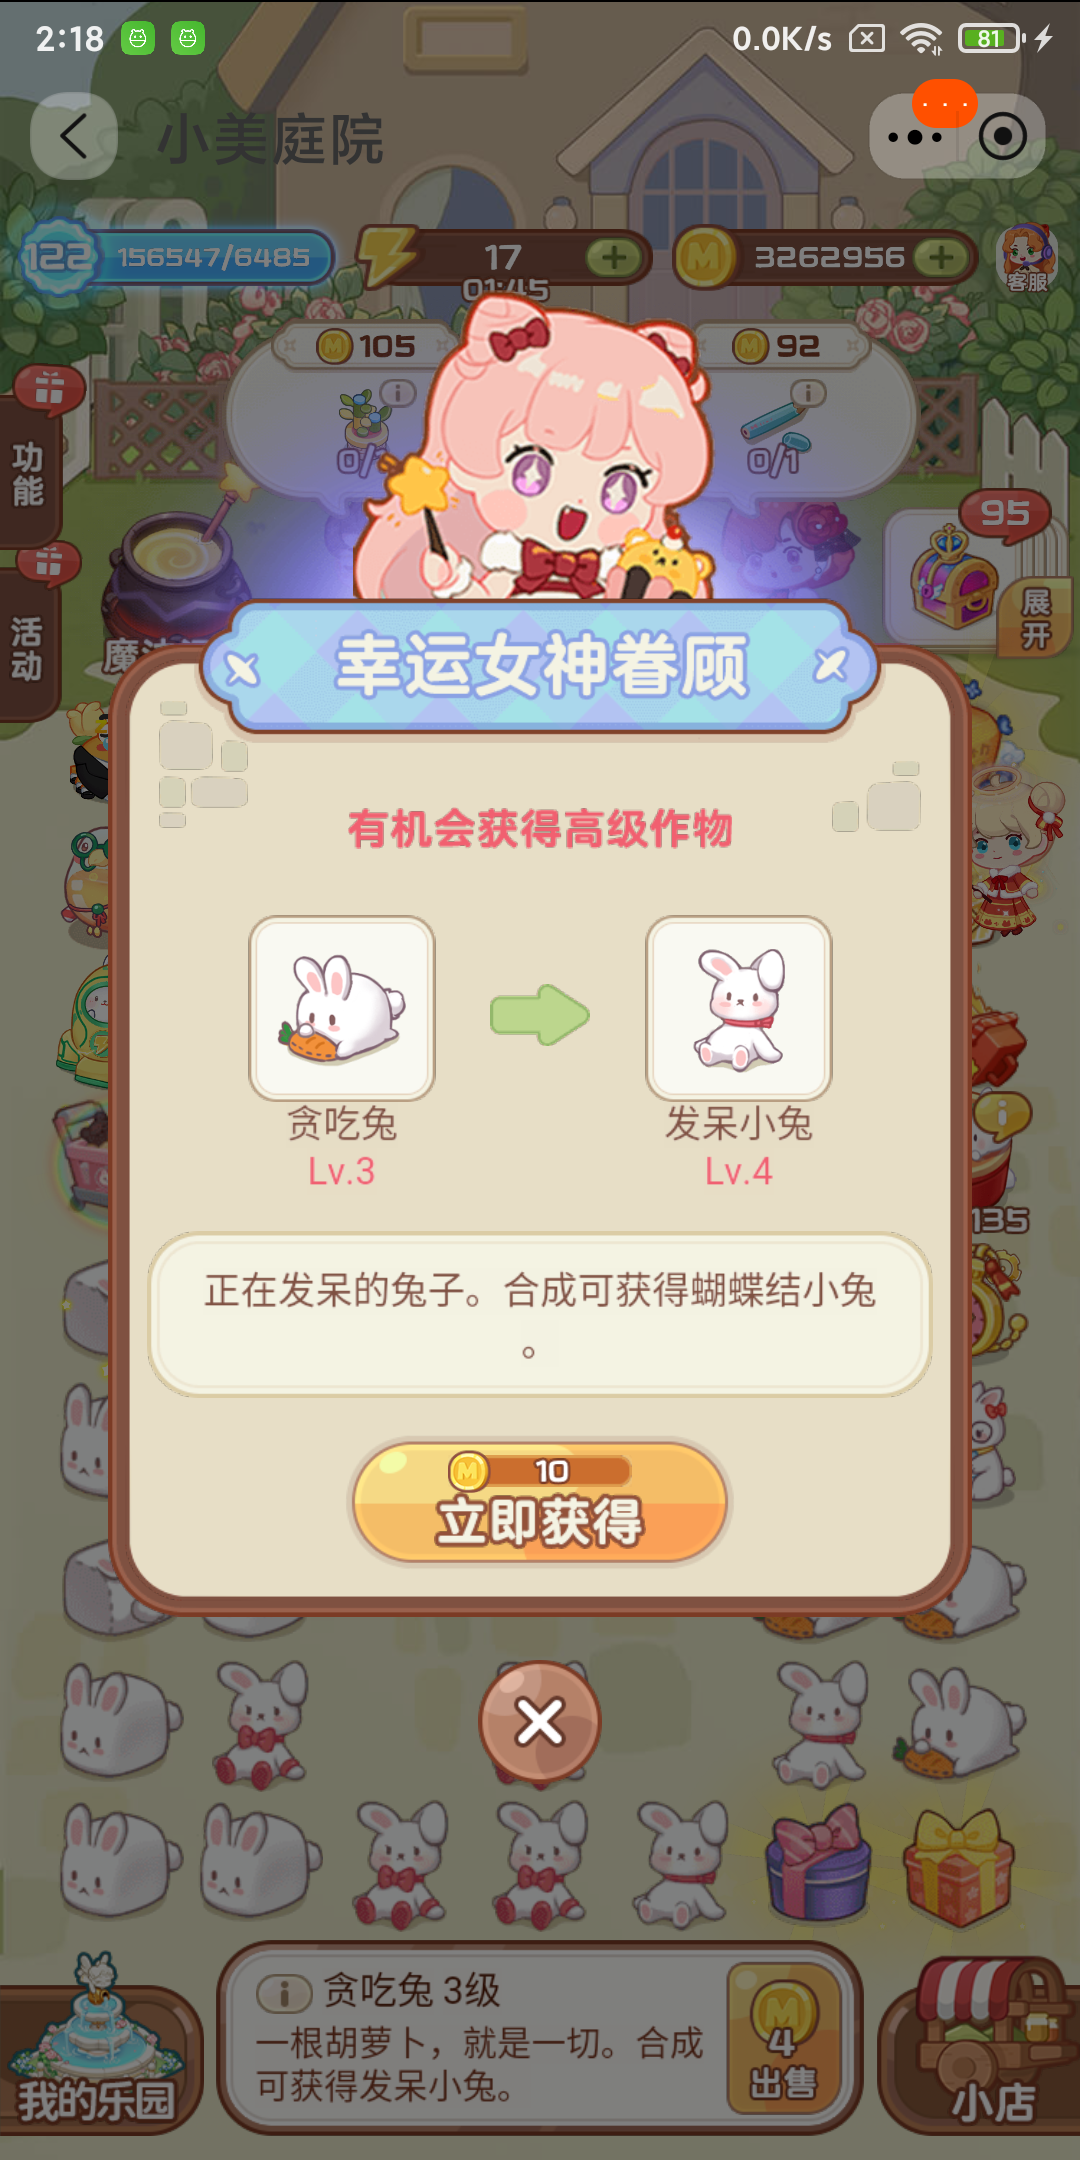 2:18
0.0K/s
81
小美庭院
122
156547/6485
17
3262956
01:45
客服
105
92
0/1
0/1
功能
95
展开
活动
魔法
幸运女神眷顾
有机会获得高级作物
贪吃兔
发呆小兔
Lv.3
Lv.4
135
正在发呆的兔子。合成可获得蝴蝶结小兔
。
10
立即获得
贪吃兔 3级
一根胡萝卜，就是一切。合成
可获得发呆小兔。
4
出售
我的乐园
小店